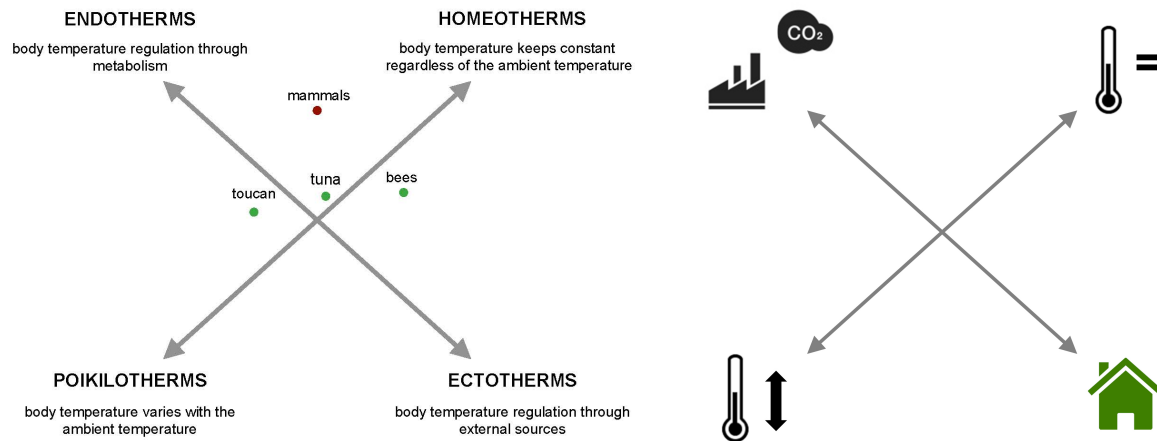 ENDOTHERMS
body temperature regulation through
metabolism
HOMEOTHERMS
body temperature keeps constant
regardless of the ambient temperature
mammals
toucan
tuna
bees
POIKILOTHERMS
body temperature varies with the
ambient temperature
ECTOTHERMS
body temperature regulation through
external sources
CO₂
=